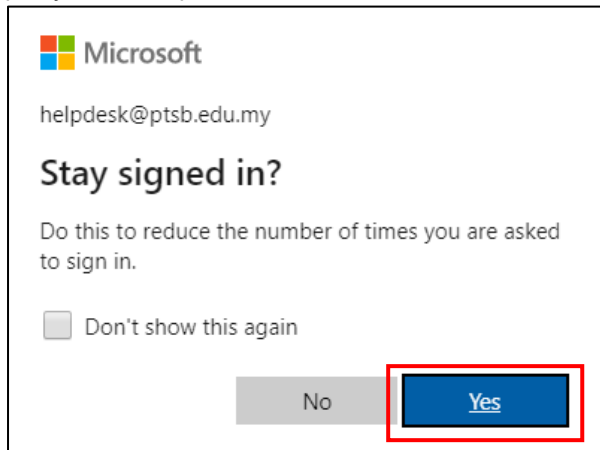 Microsoft
helpdesk@ptsb.edu.my
Stay signed in?
Do this to reduce the number of times you are asked
to sign in.
Don't show this again
No
Yes